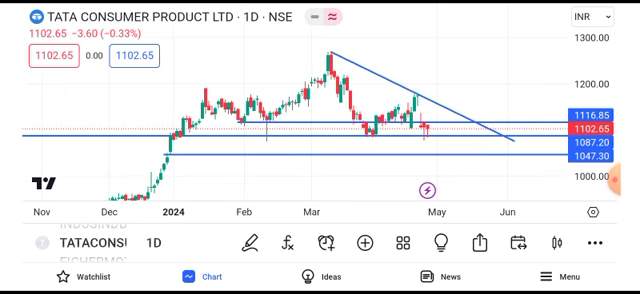 TATA CONSUMER PRODUCT LTD · 1D · NSE
INR
1102.65 −3.60 (−0.33%)
1102.65 0.00 1102.65
1300.00
1200.00
1116.85
1102.65
1087.20
1047.30
1000.00
Nov Dec 2024 Feb Mar May Jun
TATACONSU 1D
Watchlist Chart Ideas News Menu